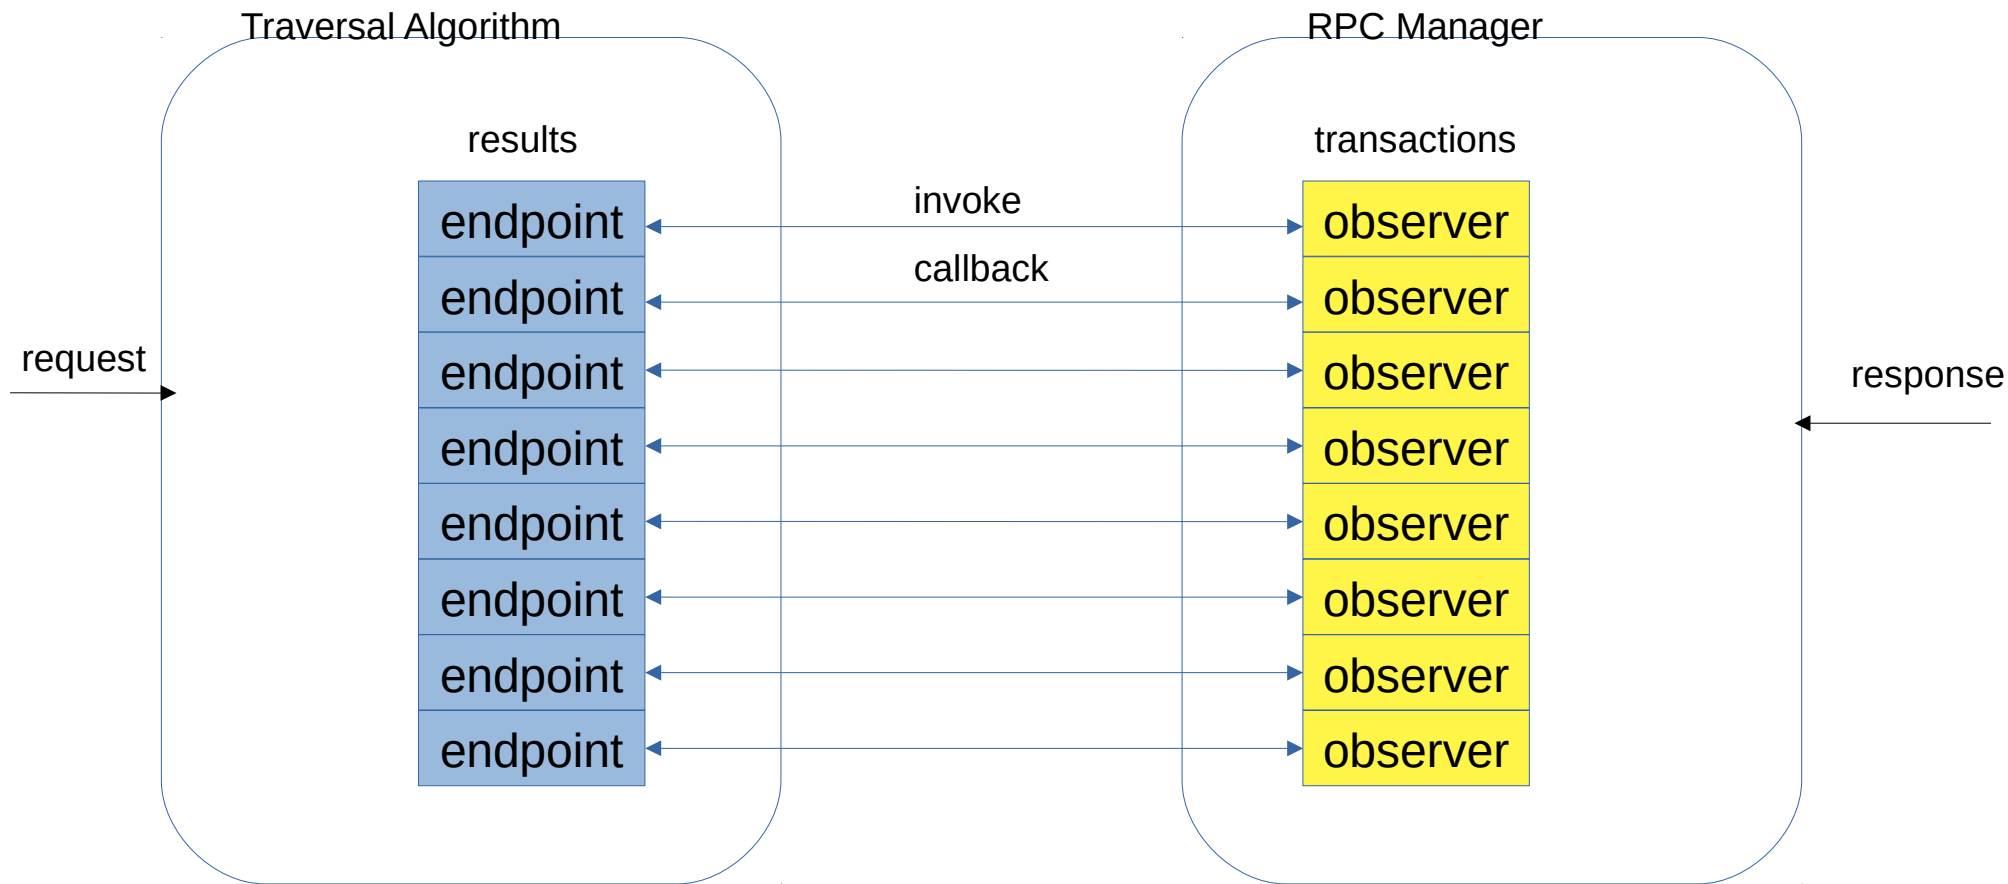 Traversal Algorithm
RPC Manager
results
transactions
invoke
endpoint
observer
callback
endpoint
observer
request
endpoint
observer
response
endpoint
observer
endpoint
observer
endpoint
observer
endpoint
observer
endpoint
observer